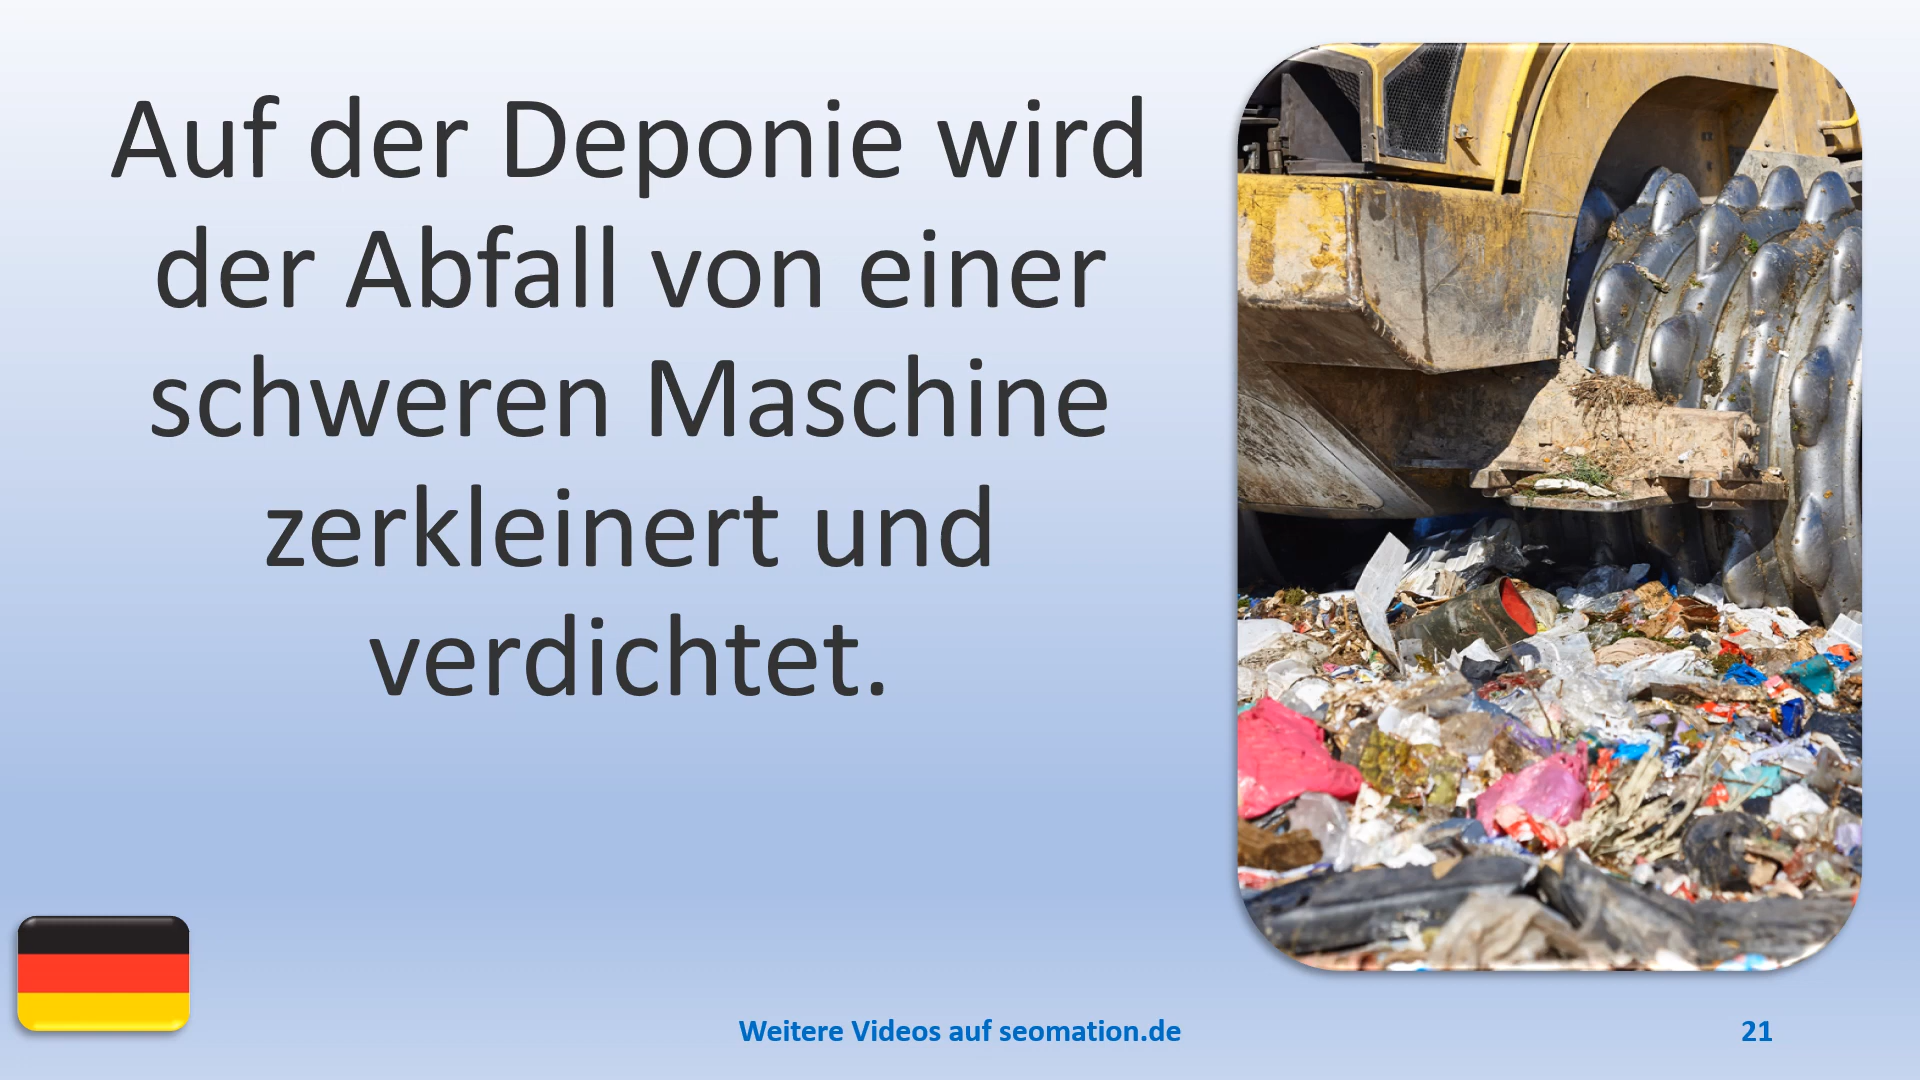 Auf der Deponie wird
der Abfall von einer
schweren Maschine
zerkleinert und
verdichtet.
Weitere Videos auf seomation.de
21